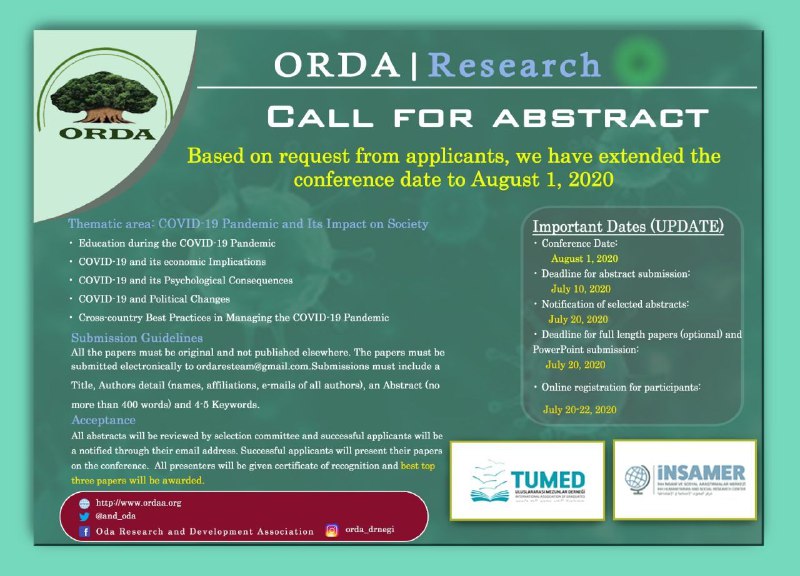 ORDA
ORDA|Research
CALL FOR ABSTRACT
Based on request from applicants, we have extended the
conference date to August 1, 2020
Thematic area: COVID-19 Pandemic and Its Impact on Society
• Education during the COVID-19 Pandemic
• COVID-19 and its economic Implications
• COVID-19 and its Psychological Consequences
• COVID-19 and Political Changes
• Cross-country Best Practices in Managing the COVID-19 Pandemic
Submission Guidelines
All the papers must be original and not published elsewhere. The papers must be
submitted electronically to ordaresteam@gmail.com.Submissions must include a
Title, Authors detail (names, affiliations, e-mails of all authors), an Abstract (no
more than 400 words) and 4-5 Keywords.
Acceptance
All abstracts will be reviewed by selection committee and successful applicants will be
a notified through their email address. Successful applicants will present their papers
on the conference. All presenters will be given certificate of recognition and best top
three papers will be awarded.
http://www.ordaa.org
@and_oda
Oda Research and Development Association orda_drnegi
Important Dates (UPDATE)
• Conference Date:
August 1, 2020
• Deadline for abstract submission:
July 10, 2020
• Notification of selected abstracts:
July 20, 2020
• Deadline for full length papers (optional) and
PowerPoint submission:
July 20, 2020
• Online registration for participants:
July 20-22, 2020
TUMED
ULUSLARARASI MEZUNLAR DERNEĞİ
iNSAMER